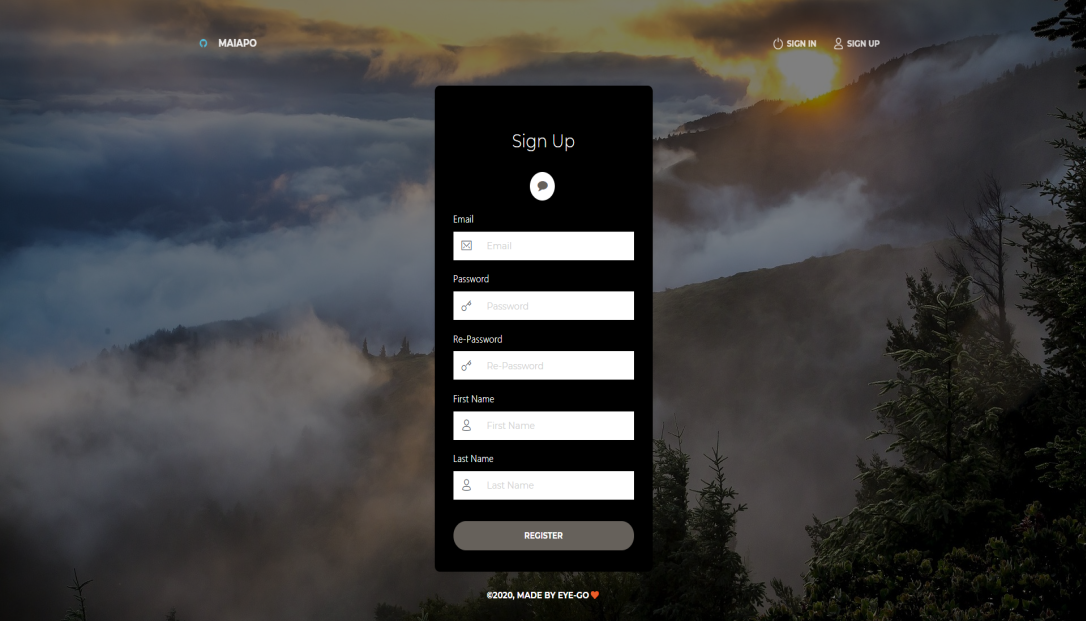 MAIAPO
SIGN IN
SIGN UP
Sign Up
Email
Email
Password
Password
Re-Password
Re-Password
First Name
First Name
Last Name
Last Name
REGISTER
©2020, MADE BY EYE-GO